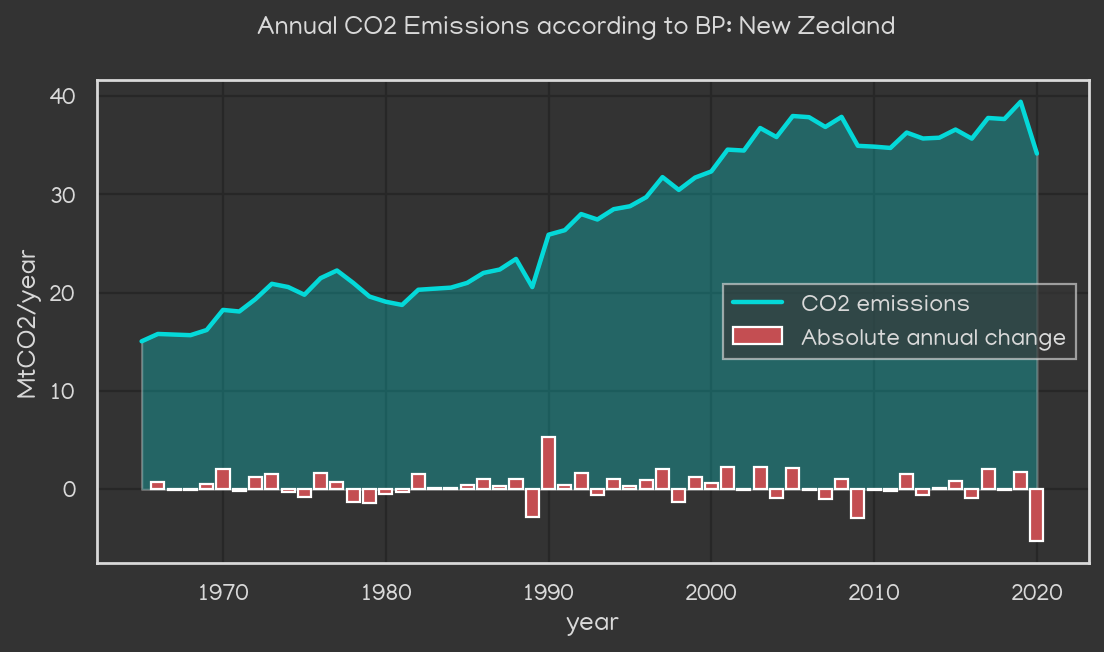 Annual CO2 Emissions according to BP: New Zealand
40
30
20
10
0
MtCO2/year
CO2 emissions
Absolute annual change
1970 1980 1990 2000 2010 2020
year